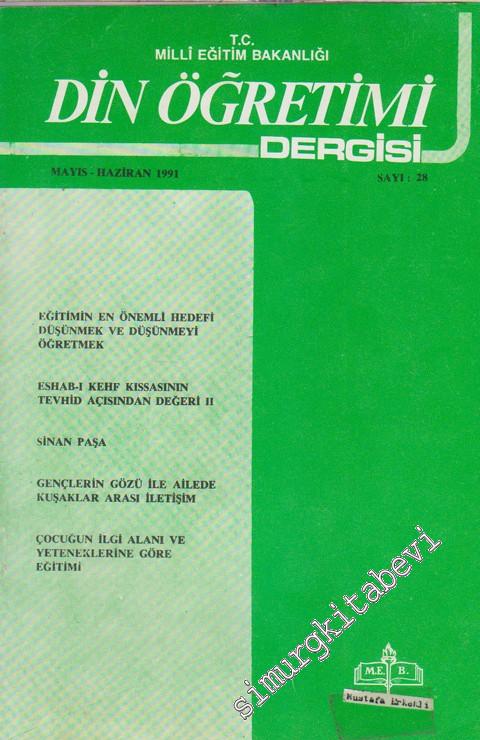 T.C.
MİLLÎ EĞİTİM BAKANLIĞI
DİN ÖĞRETİMİ
DERGİSİ
MAYIS - HAZİRAN 1991
SAYI : 28
EĞİTİMİN EN ÖNEMLİ HEDEFİ
DÜŞÜNMEK VE DÜŞÜNMEYİ
ÖĞRETMEK
ESHAB-I KEHF KISSASININ
TEVHİD AÇISINDAN DEĞERİ II
SİNAN PAŞA
GENÇLERİN GÖZÜ İLE AİLEDE
KUŞAKLAR ARASI İLETİŞİM
ÇOCUĞUN İLGİ ALANI VE
YETENEKLERİNE GÖRE
EĞİTİMİ
simurgkitabevi
M.E. B.
Mustafa